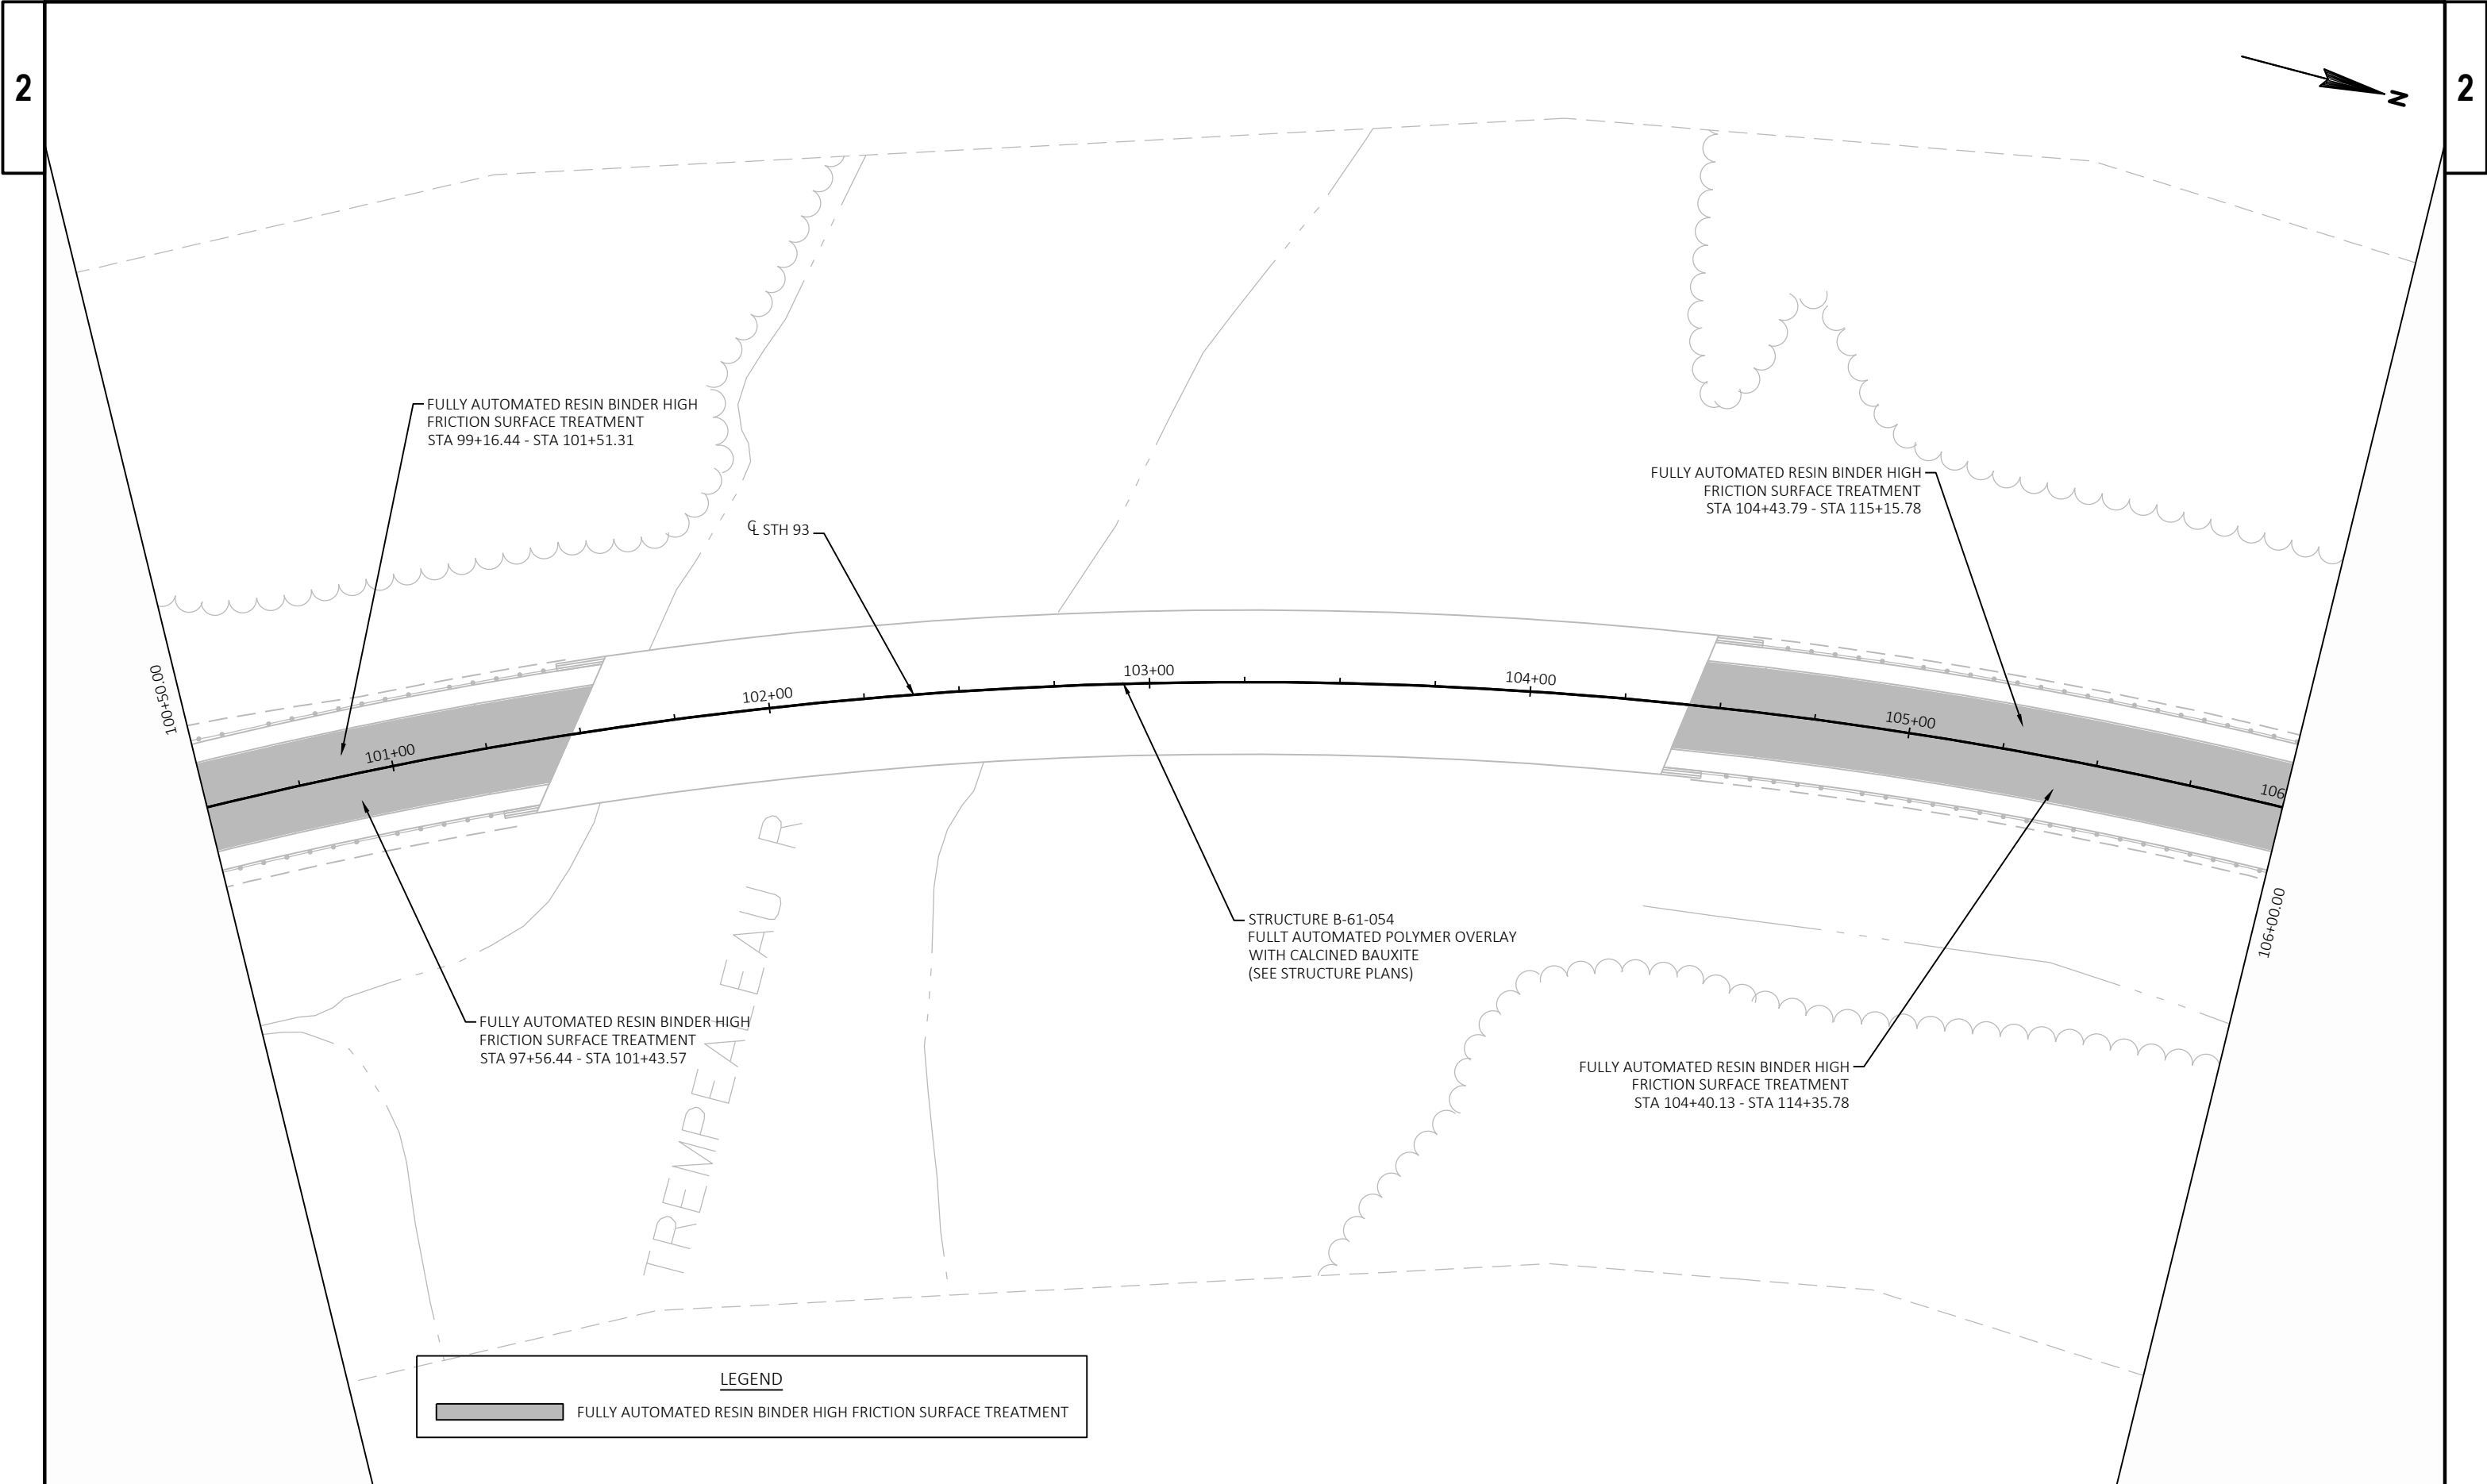 2
2
N
FULLY AUTOMATED RESIN BINDER HIGH
FRICTION SURFACE TREATMENT
STA 99+16.44 - STA 101+51.31
FULLY AUTOMATED RESIN BINDER HIGH
FRICTION SURFACE TREATMENT
STA 104+43.79 - STA 115+15.78
℄ STH 93
100+50.00
101+00
102+00
103+00
104+00
105+00
106
106+00.00
TREMPEALEAU R
STRUCTURE B-61-054
FULLT AUTOMATED POLYMER OVERLAY
WITH CALCINED BAUXITE
(SEE STRUCTURE PLANS)
FULLY AUTOMATED RESIN BINDER HIGH
FRICTION SURFACE TREATMENT
STA 97+56.44 - STA 101+43.57
FULLY AUTOMATED RESIN BINDER HIGH
FRICTION SURFACE TREATMENT
STA 104+40.13 - STA 114+35.78
LEGEND
FULLY AUTOMATED RESIN BINDER HIGH FRICTION SURFACE TREATMENT